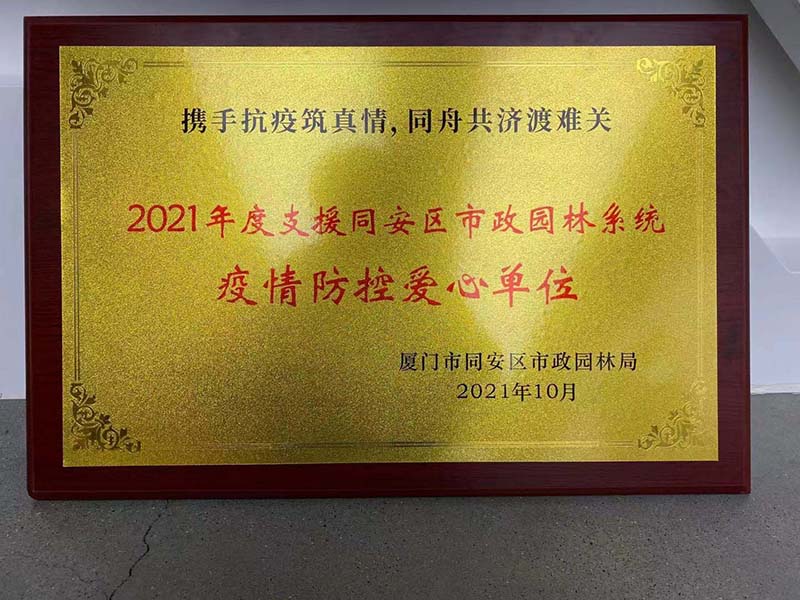 携手抗疫筑真情, 同舟共济渡难关
2021年度支援同安区市政园林系统
疫情防控爱心单位
厦门市同安区市政园林局
2021年10月